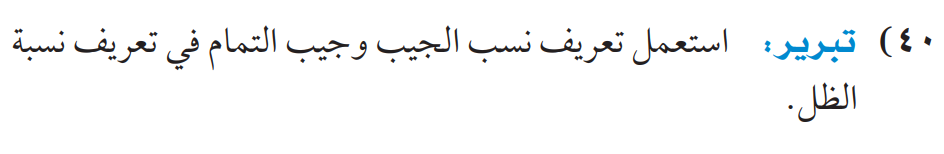 ٤٠) تبرير: استعمل تعريف نسب الجيب وجيب التمام في تعريف نسبة
الظل.